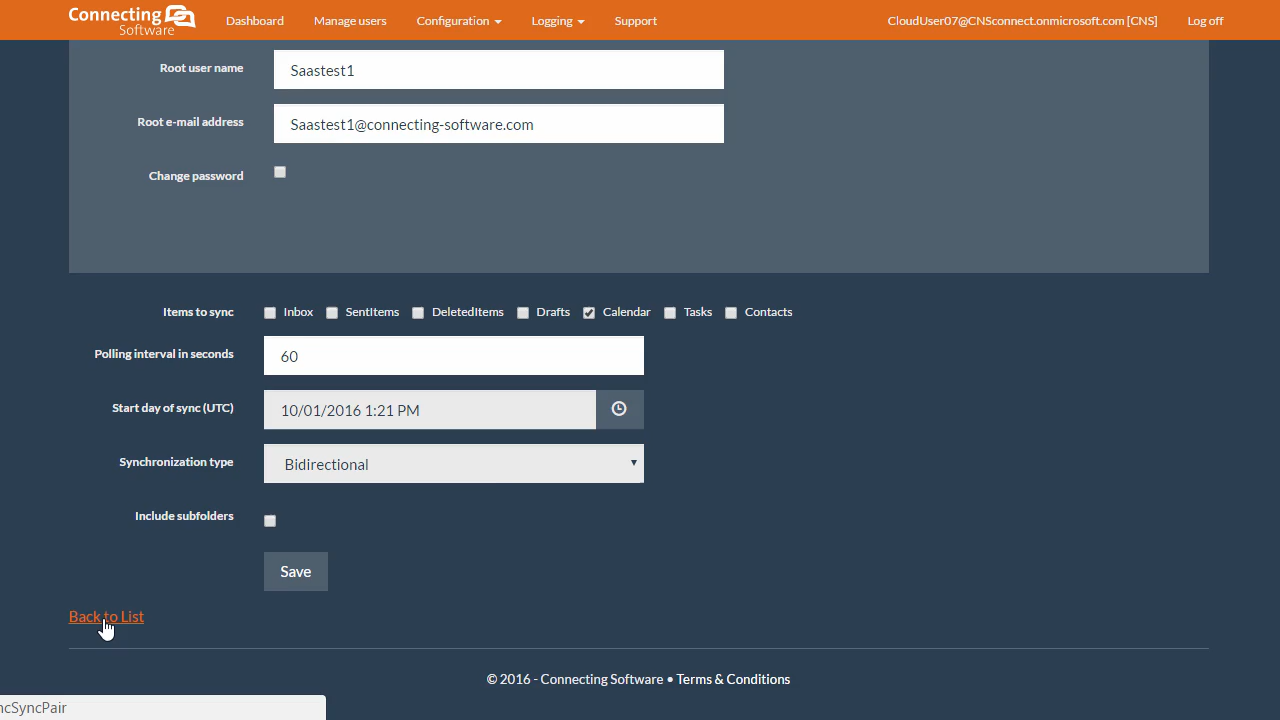 Connecting Software
Dashboard Manage users Configuration Logging Support CloudUser07@CNSconnect.onmicrosoft.com [CNS] Log off
Root user name Saastest1
Root e-mail address Saastest1@connecting-software.com
Change password
Items to sync Inbox SentItems DeletedItems Drafts Calendar Tasks Contacts
Polling interval in seconds 60
Start day of sync (UTC) 10/01/2016 1:21 PM
Synchronization type Bidirectional
Include subfolders
Save
Back to List
© 2016 - Connecting Software • Terms & Conditions
ncSyncPair